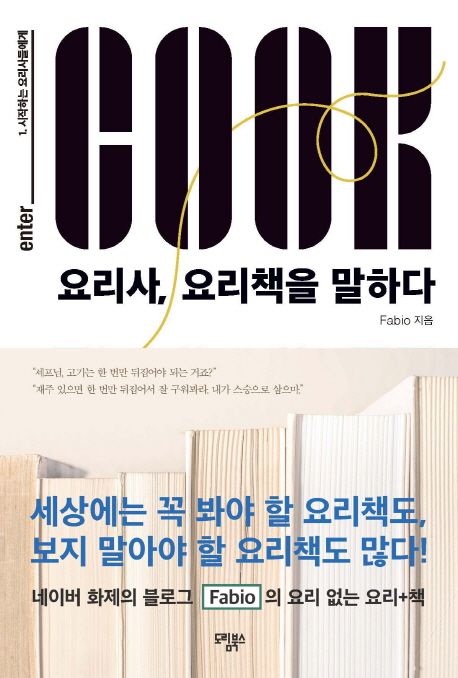 1. 시작하는 요리사들에게
enter
COOK
요리사, 요리책을 말하다
Fabio 지음
“셰프님, 고기는 한 번만 뒤집어야 되는 거죠?”
“재주 있으면 한 번만 뒤집어서 잘 구워봐라. 내가 스승으로 삼으마.”
세상에는 꼭 봐야 할 요리책도,
보지 말아야 할 요리책도 많다!
네이버 화제의 블로그 Fabio 의 요리 없는 요리+책
도림북스